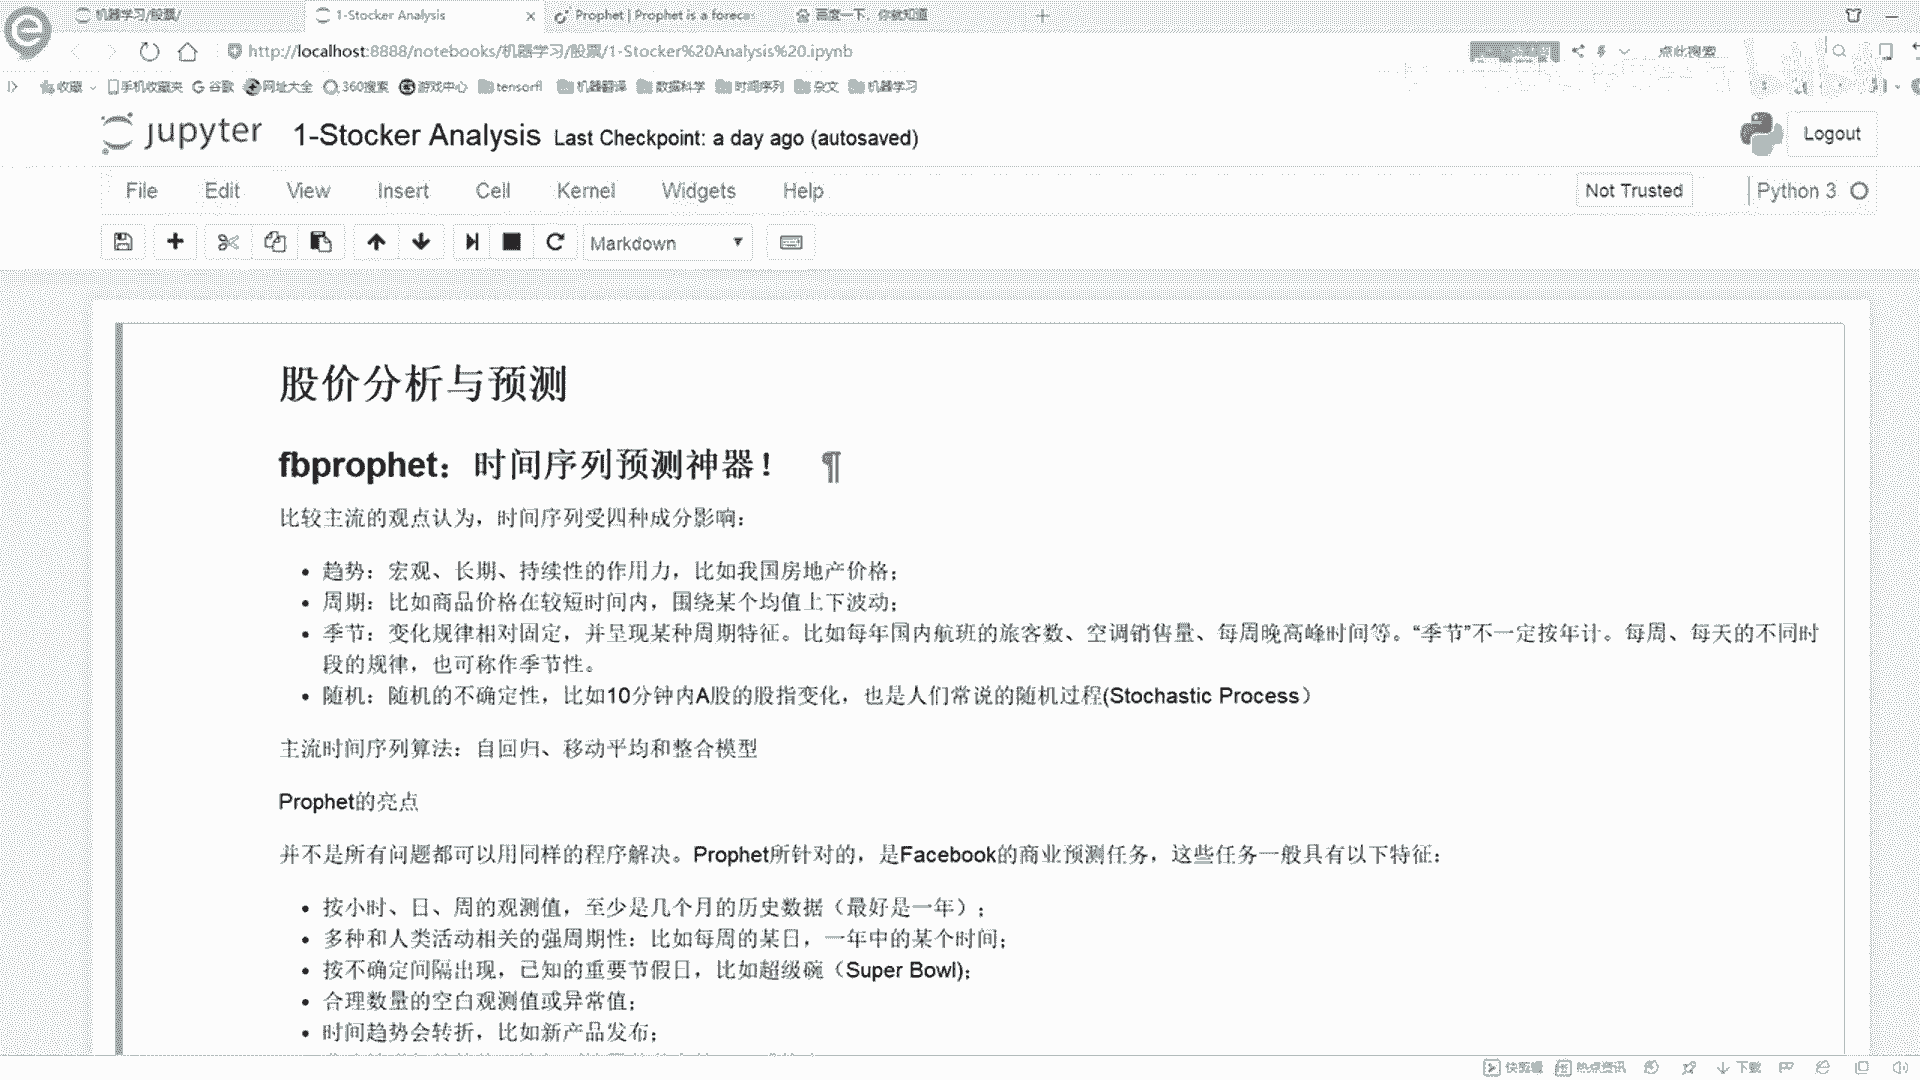 机器学习/股票/
1-Stocker Analysis
Prophet | Prophet is a foreca
百度一下，你就知道
http://localhost:8888/notebooks/机器学习/股票/1-Stocker%20Analysis%20.ipynb
点此搜索
收藏 手机收藏夹 谷歌 网址大全 360搜索 游戏中心 tensorfl 机器翻译 数据科学 时间序列 杂文 机器学习
jupyter 1-Stocker Analysis Last Checkpoint: a day ago (autosaved)
Logout
File Edit View Insert Cell Kernel Widgets Help
Not Trusted
Python 3
Markdown
股价分析与预测
fbprophet：时间序列预测神器！ ¶
比较主流的观点认为，时间序列受四种成分影响：
• 趋势：宏观、长期、持续性的作用力，比如我国房地产价格；
• 周期：比如商品价格在较短时间内，围绕某个均值上下波动；
• 季节：变化规律相对固定，并呈现某种周期特征。比如每年国内航班的旅客数、空调销售量、每周晚高峰时间等。“季节”不一定按年计。每周、每天的不同时
段的规律，也可称作季节性。
• 随机：随机的不确定性，比如10分钟内A股的股指变化，也是人们常说的随机过程(Stochastic Process）
主流时间序列算法：自回归、移动平均和整合模型
Prophet的亮点
并不是所有问题都可以用同样的程序解决。Prophet所针对的，是Facebook的商业预测任务，这些任务一般具有以下特征：
• 按小时、日、周的观测值，至少是几个月的历史数据（最好是一年）；
• 多种和人类活动相关的强周期性：比如每周的某日，一年中的某个时间；
• 按不确定间隔出现，已知的重要节假日，比如超级碗（Super Bowl)；
• 合理数量的空白观测值或异常值；
• 时间趋势会转折，比如新产品发布；
快剪辑 热点资讯 下载